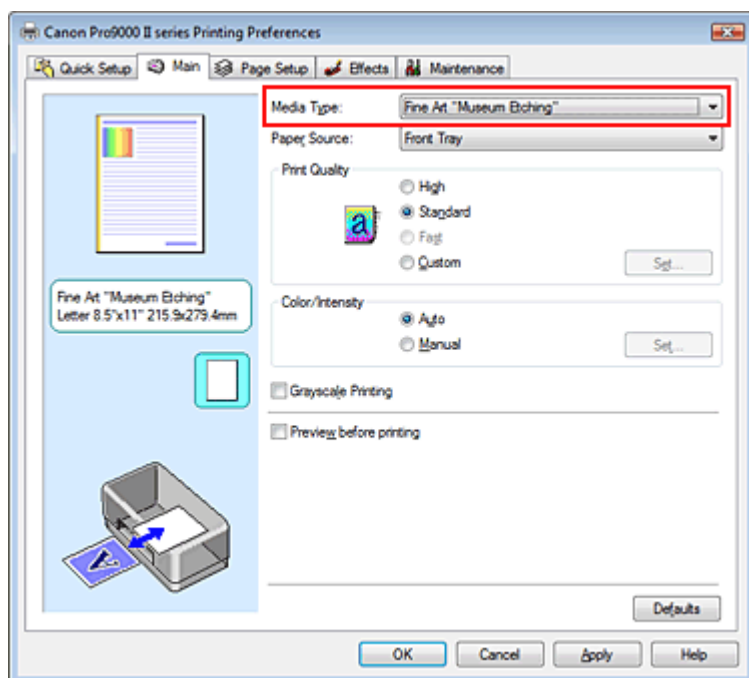 Canon Pro9000 II series Printing Preferences
Quick Setup Main Page Setup Effects Maintenance
Media Type: Fine Art "Museum Etching"
Paper Source: Front Tray
Print Quality
High
a Standard
Fast
Custom Set...
Fine Art "Museum Etching"
Letter 8.5"x11" 215.9x279.4mm
Color/Intensity
Auto
Manual Set...
Grayscale Printing
Preview before printing
Defaults
OK Cancel Apply Help